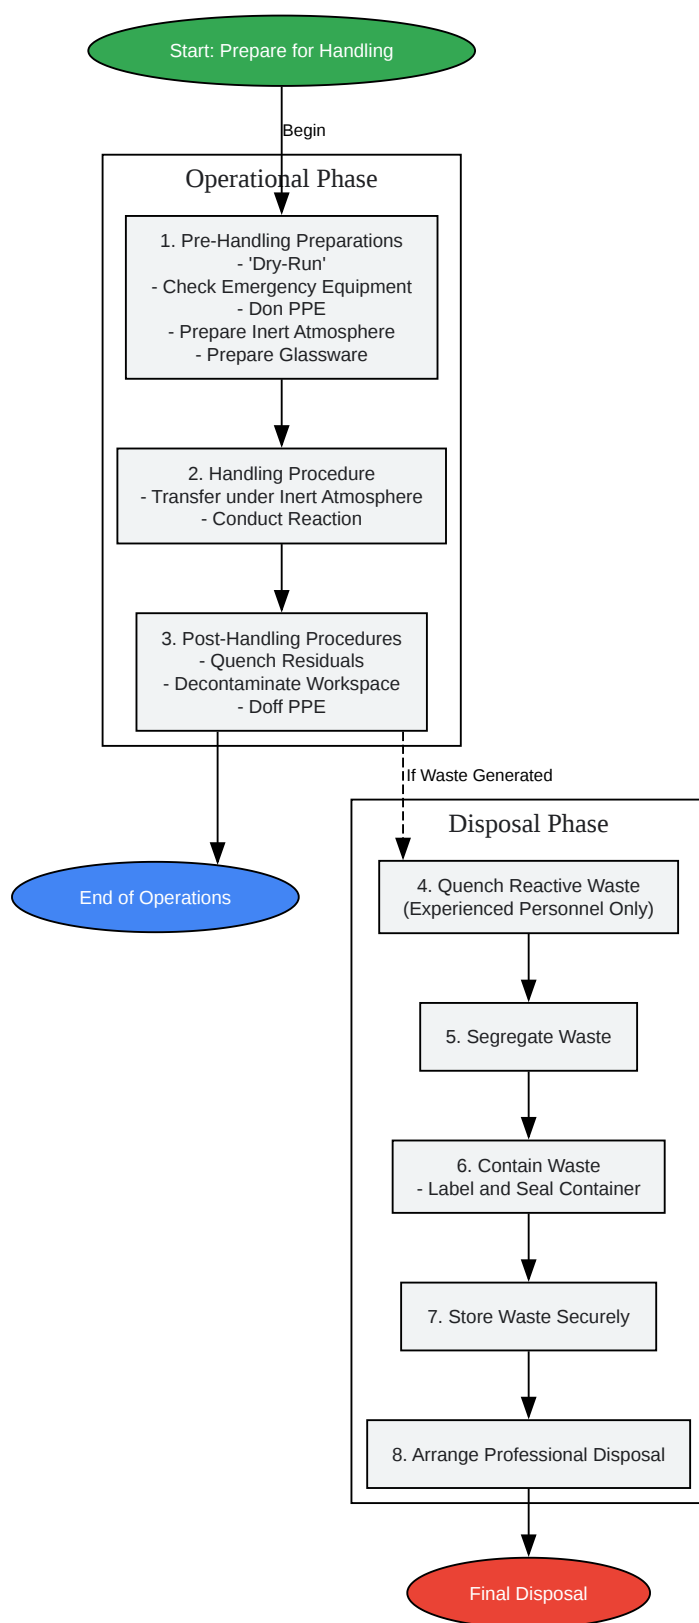 Start: Prepare for Handling
Begin
Operational Phase
1. Pre-Handling Preparations
- 'Dry-Run'
- Check Emergency Equipment
- Don PPE
- Prepare Inert Atmosphere
- Prepare Glassware
2. Handling Procedure
- Transfer under Inert Atmosphere
- Conduct Reaction
3. Post-Handling Procedures
- Quench Residuals
- Decontaminate Workspace
- Doff PPE
If Waste Generated
Disposal Phase
End of Operations
4. Quench Reactive Waste
(Experienced Personnel Only)
5. Segregate Waste
6. Contain Waste
- Label and Seal Container
7. Store Waste Securely
8. Arrange Professional Disposal
Final Disposal